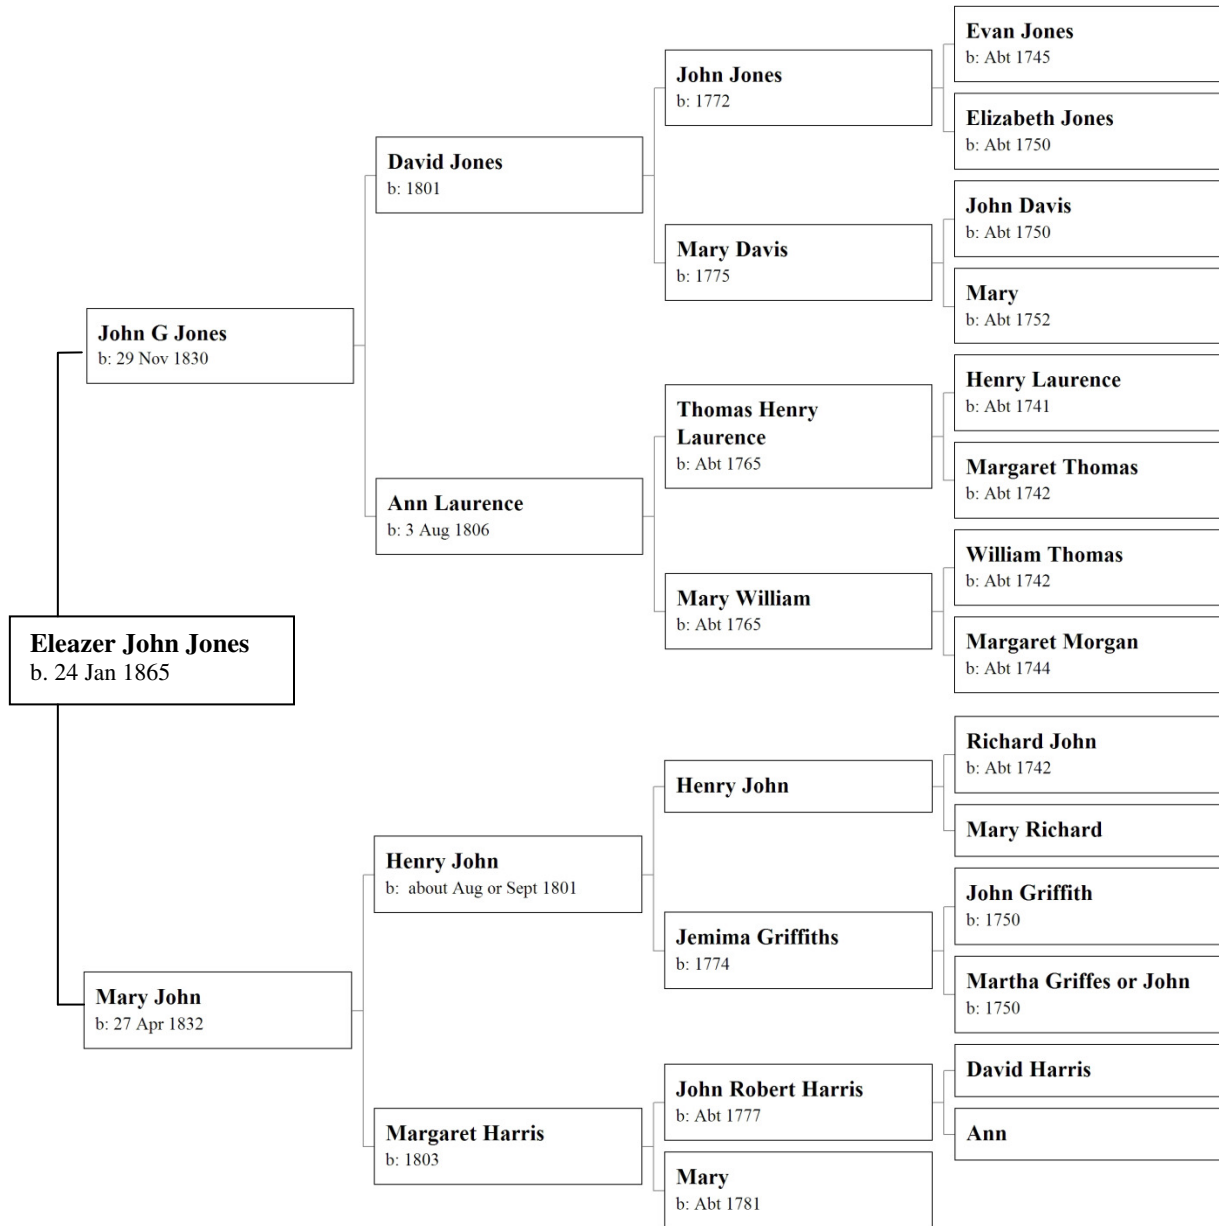 Evan Jones
b: Abt 1745
John Jones
b: 1772
Elizabeth Jones
b: Abt 1750
David Jones
b: 1801
John Davis
b: Abt 1750
Mary Davis
b: 1775
Mary
b: Abt 1752
John G Jones
b: 29 Nov 1830
Henry Laurence
b: Abt 1741
Thomas Henry
Laurence
b: Abt 1765
Margaret Thomas
b: Abt 1742
Ann Laurence
b: 3 Aug 1806
William Thomas
b: Abt 1742
Mary William
b: Abt 1765
Margaret Morgan
b: Abt 1744
Eleazer John Jones
b. 24 Jan 1865
Richard John
b: Abt 1742
Henry John
Mary Richard
Henry John
b:  about Aug or Sept 1801
John Griffith
b: 1750
Jemima Griffiths
b: 1774
Martha Griffes or John
b: 1750
Mary John
b: 27 Apr 1832
David Harris
John Robert Harris
b: Abt 1777
Ann
Margaret Harris
b: 1803
Mary
b: Abt 1781